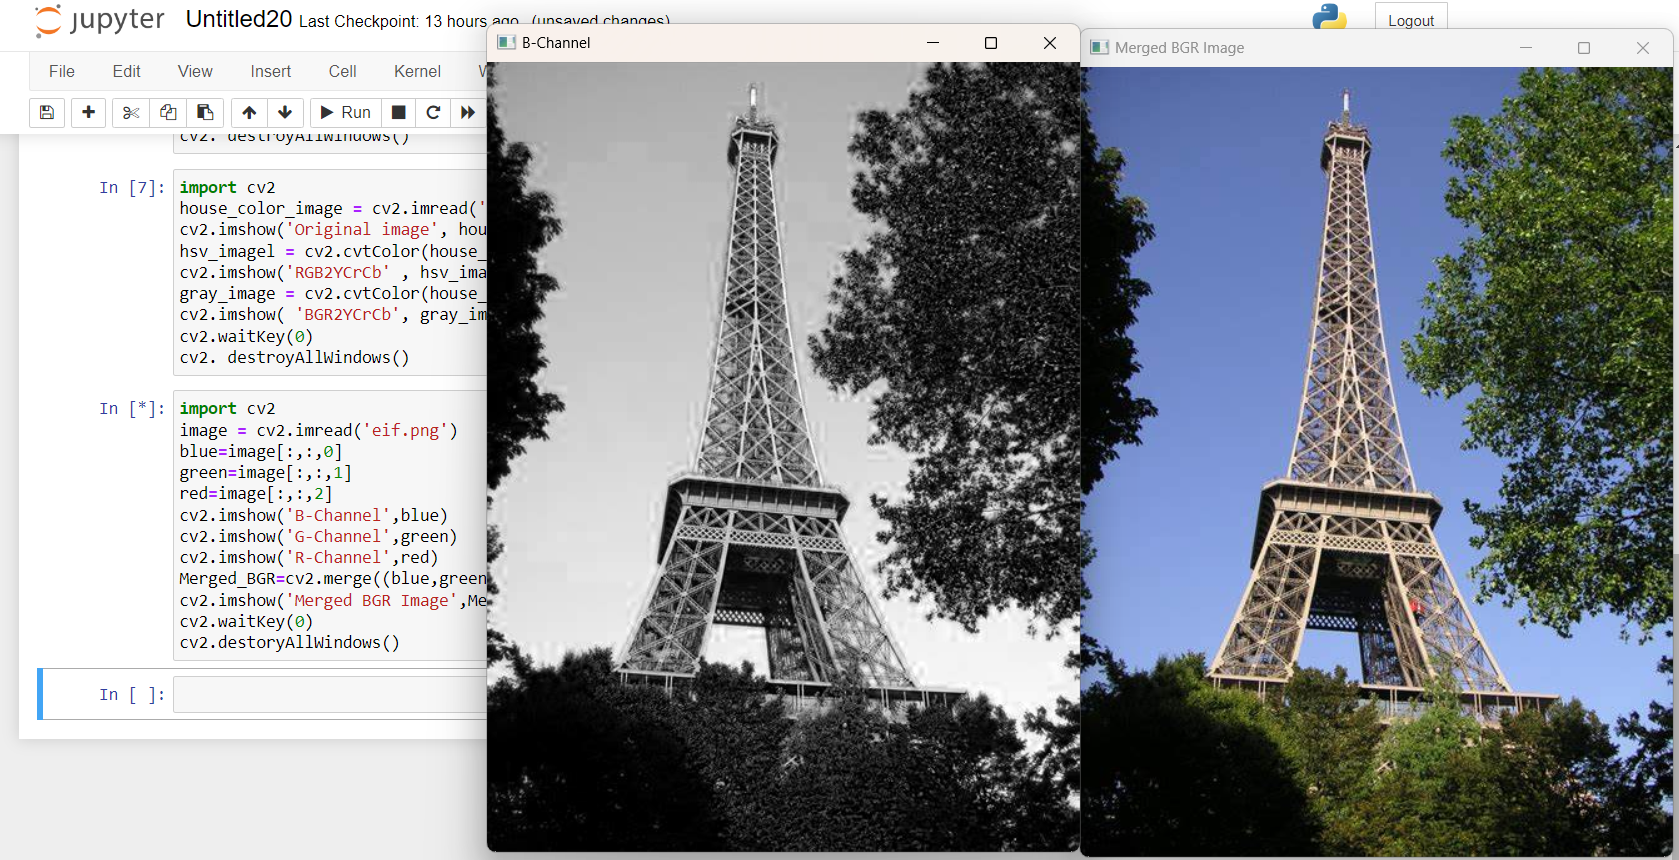 jupyter Untitled20 Last Checkpoint: 13 hours ago (unsaved changes)
Logout
File Edit View Insert Cell Kernel
Run
cv2. destroyAllWindows()
In [7]: import cv2
house_color_image = cv2.imread('
cv2.imshow('Original image', hou
hsv_imagel = cv2.cvtColor(house_
cv2.imshow('RGB2YCrCb' , hsv_ima
gray_image = cv2.cvtColor(house_
cv2.imshow( 'BGR2YCrCb', gray_im
cv2.waitKey(0)
cv2. destroyAllWindows()
In [*]: import cv2
image = cv2.imread('eif.png')
blue=image[:,:,0]
green=image[:,:,1]
red=image[:,:,2]
cv2.imshow('B-Channel',blue)
cv2.imshow('G-Channel',green)
cv2.imshow('R-Channel',red)
Merged_BGR=cv2.merge((blue,green
cv2.imshow('Merged BGR Image',Me
cv2.waitKey(0)
cv2.destoryAllWindows()
In [ ]:
B-Channel
Merged BGR Image